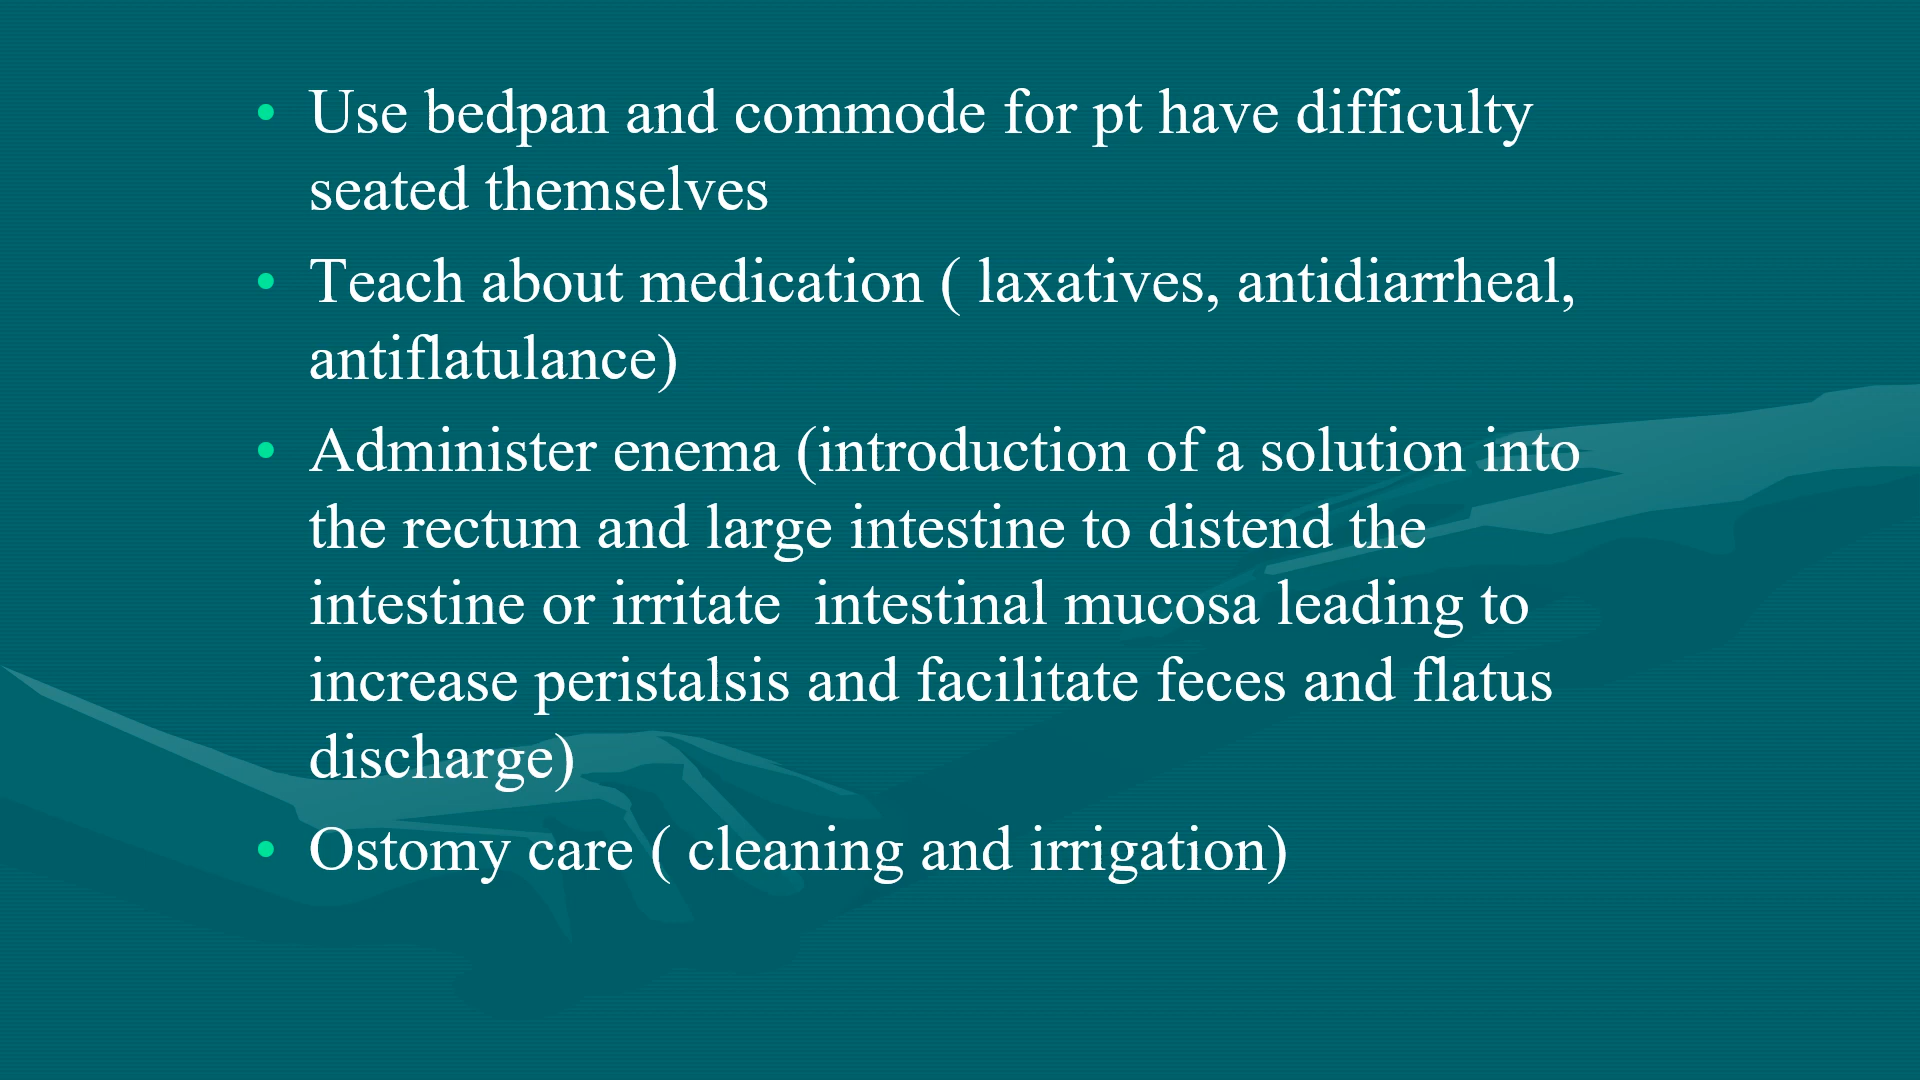 • Use bedpan and commode for pt have difficulty
seated themselves
• Teach about medication ( laxatives, antidiarrheal,
antiflatulance)
• Administer enema (introduction of a solution into
the rectum and large intestine to distend the
intestine or irritate  intestinal mucosa leading to
increase peristalsis and facilitate feces and flatus
discharge)
• Ostomy care ( cleaning and irrigation)